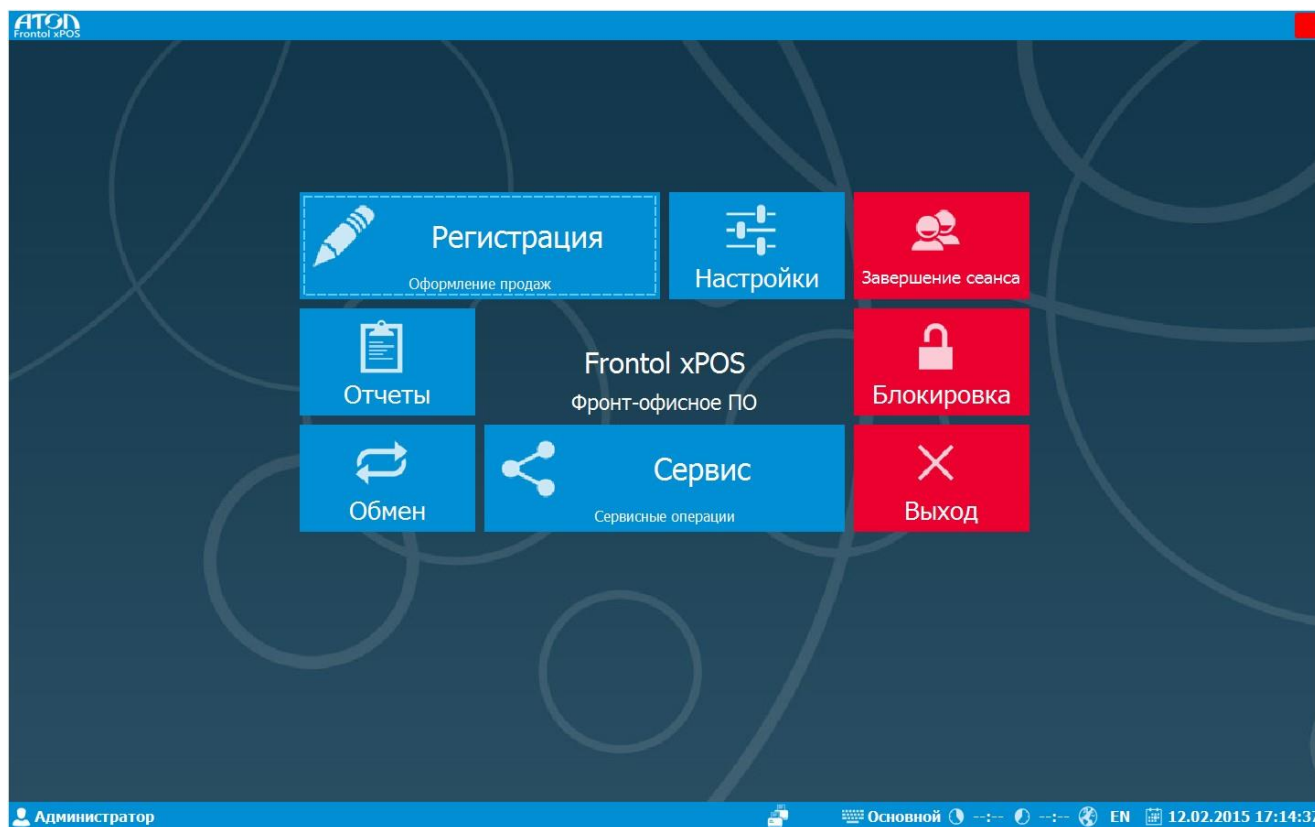 ATOL
Frontol xPOS
Регистрация
Оформление продаж
Настройки
Завершение сеанса
Отчеты
Frontol xPOS
Фронт-офисное ПО
Блокировка
Обмен
Сервис
Сервисные операции
Выход
Администратор
Основной --:-- --:-- EN 12.02.2015 17:14:3